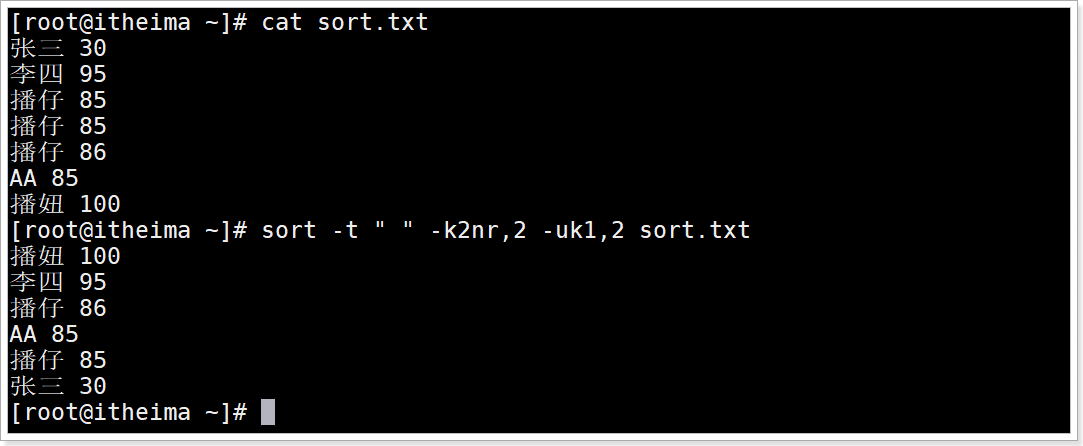 [root@itheima ~]# cat sort.txt
张三 30
李四 95
播仔 85
播仔 85
播仔 86
AA 85
播妞 100
[root@itheima ~]# sort -t " " -k2nr,2 -uk1,2 sort.txt
播妞 100
李四 95
播仔 86
AA 85
播仔 85
张三 30
[root@itheima ~]#